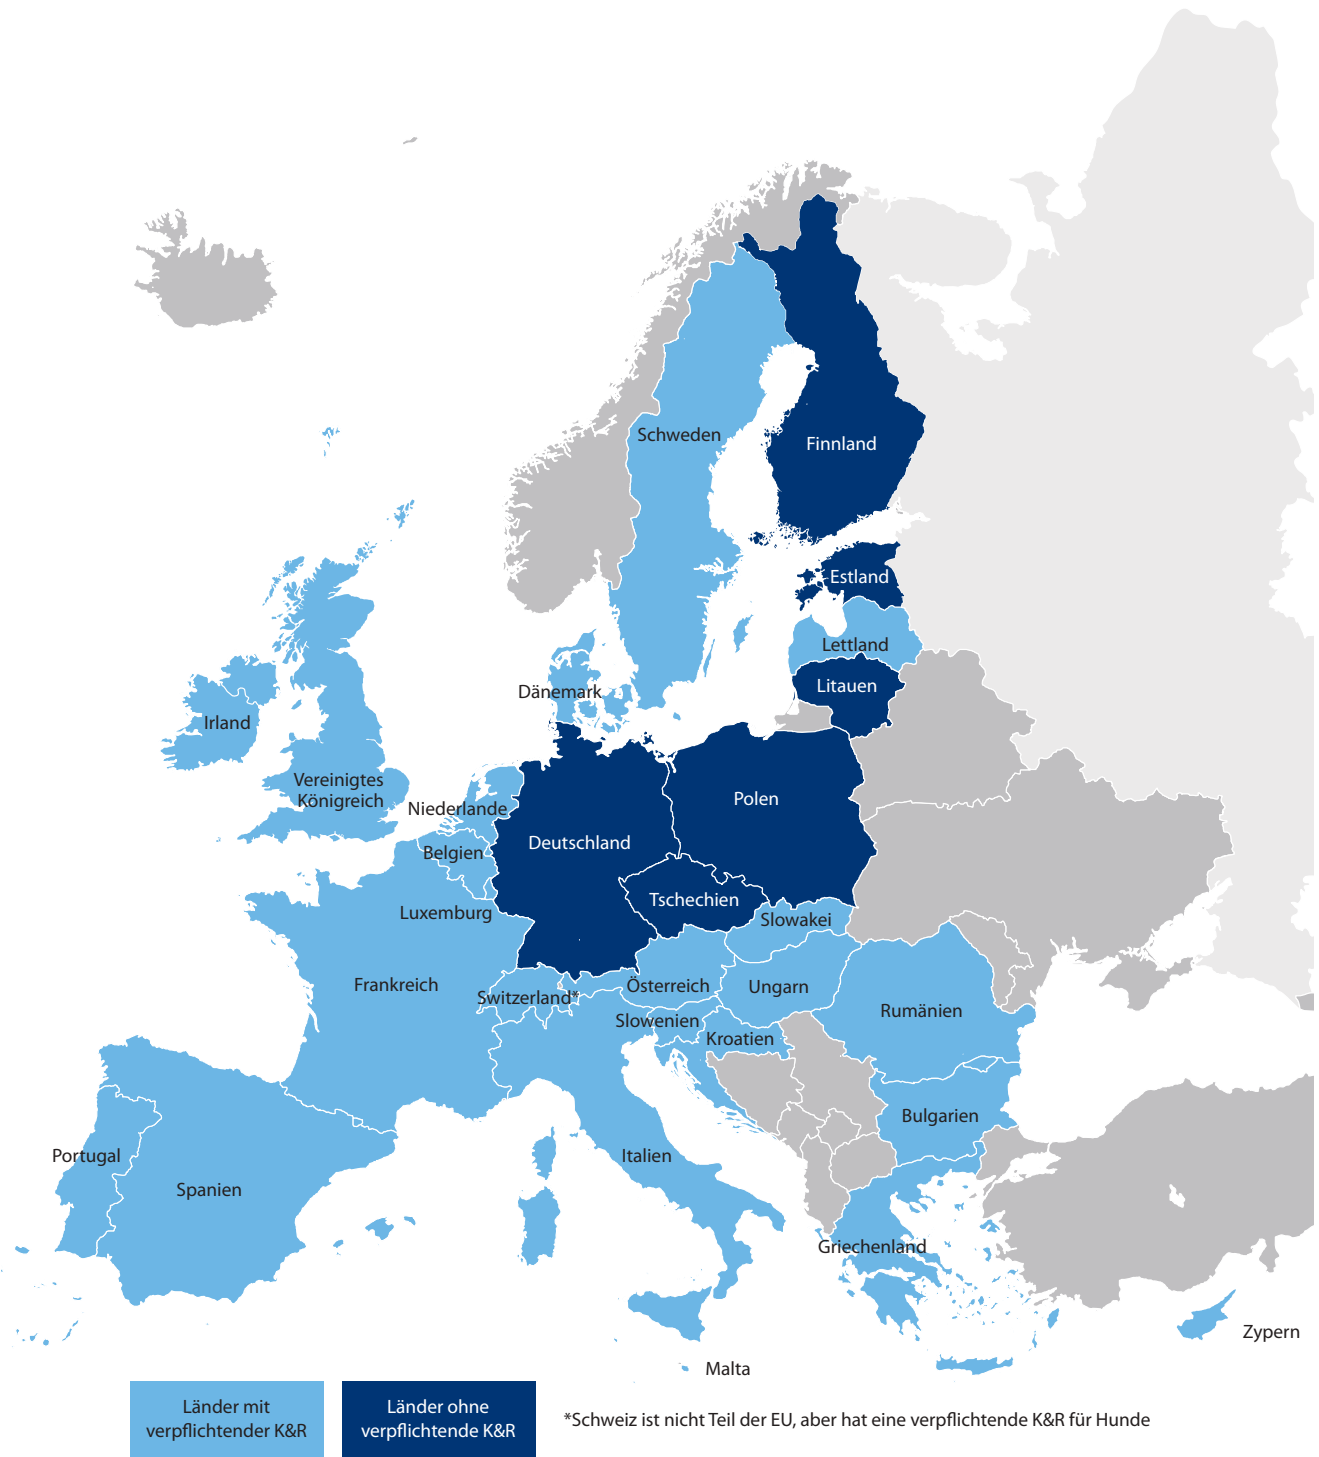 Schweden
Finnland
Estland
Lettland
Litauen
Dänemark
Irland
Vereinigtes
Königreich
Niederlande
Polen
Deutschland
Belgien
Tschechien
Luxemburg
Slowakei
Frankreich
Switzerland*
Österreich
Ungarn
Slowenien
Rumänien
Kroatien
Bulgarien
Portugal
Italien
Spanien
Griechenland
Zypern
Malta
Länder mit
verpflichtender K&R
Länder ohne
verpflichtende K&R
*Schweiz ist nicht Teil der EU, aber hat eine verpflichtende K&R für Hunde